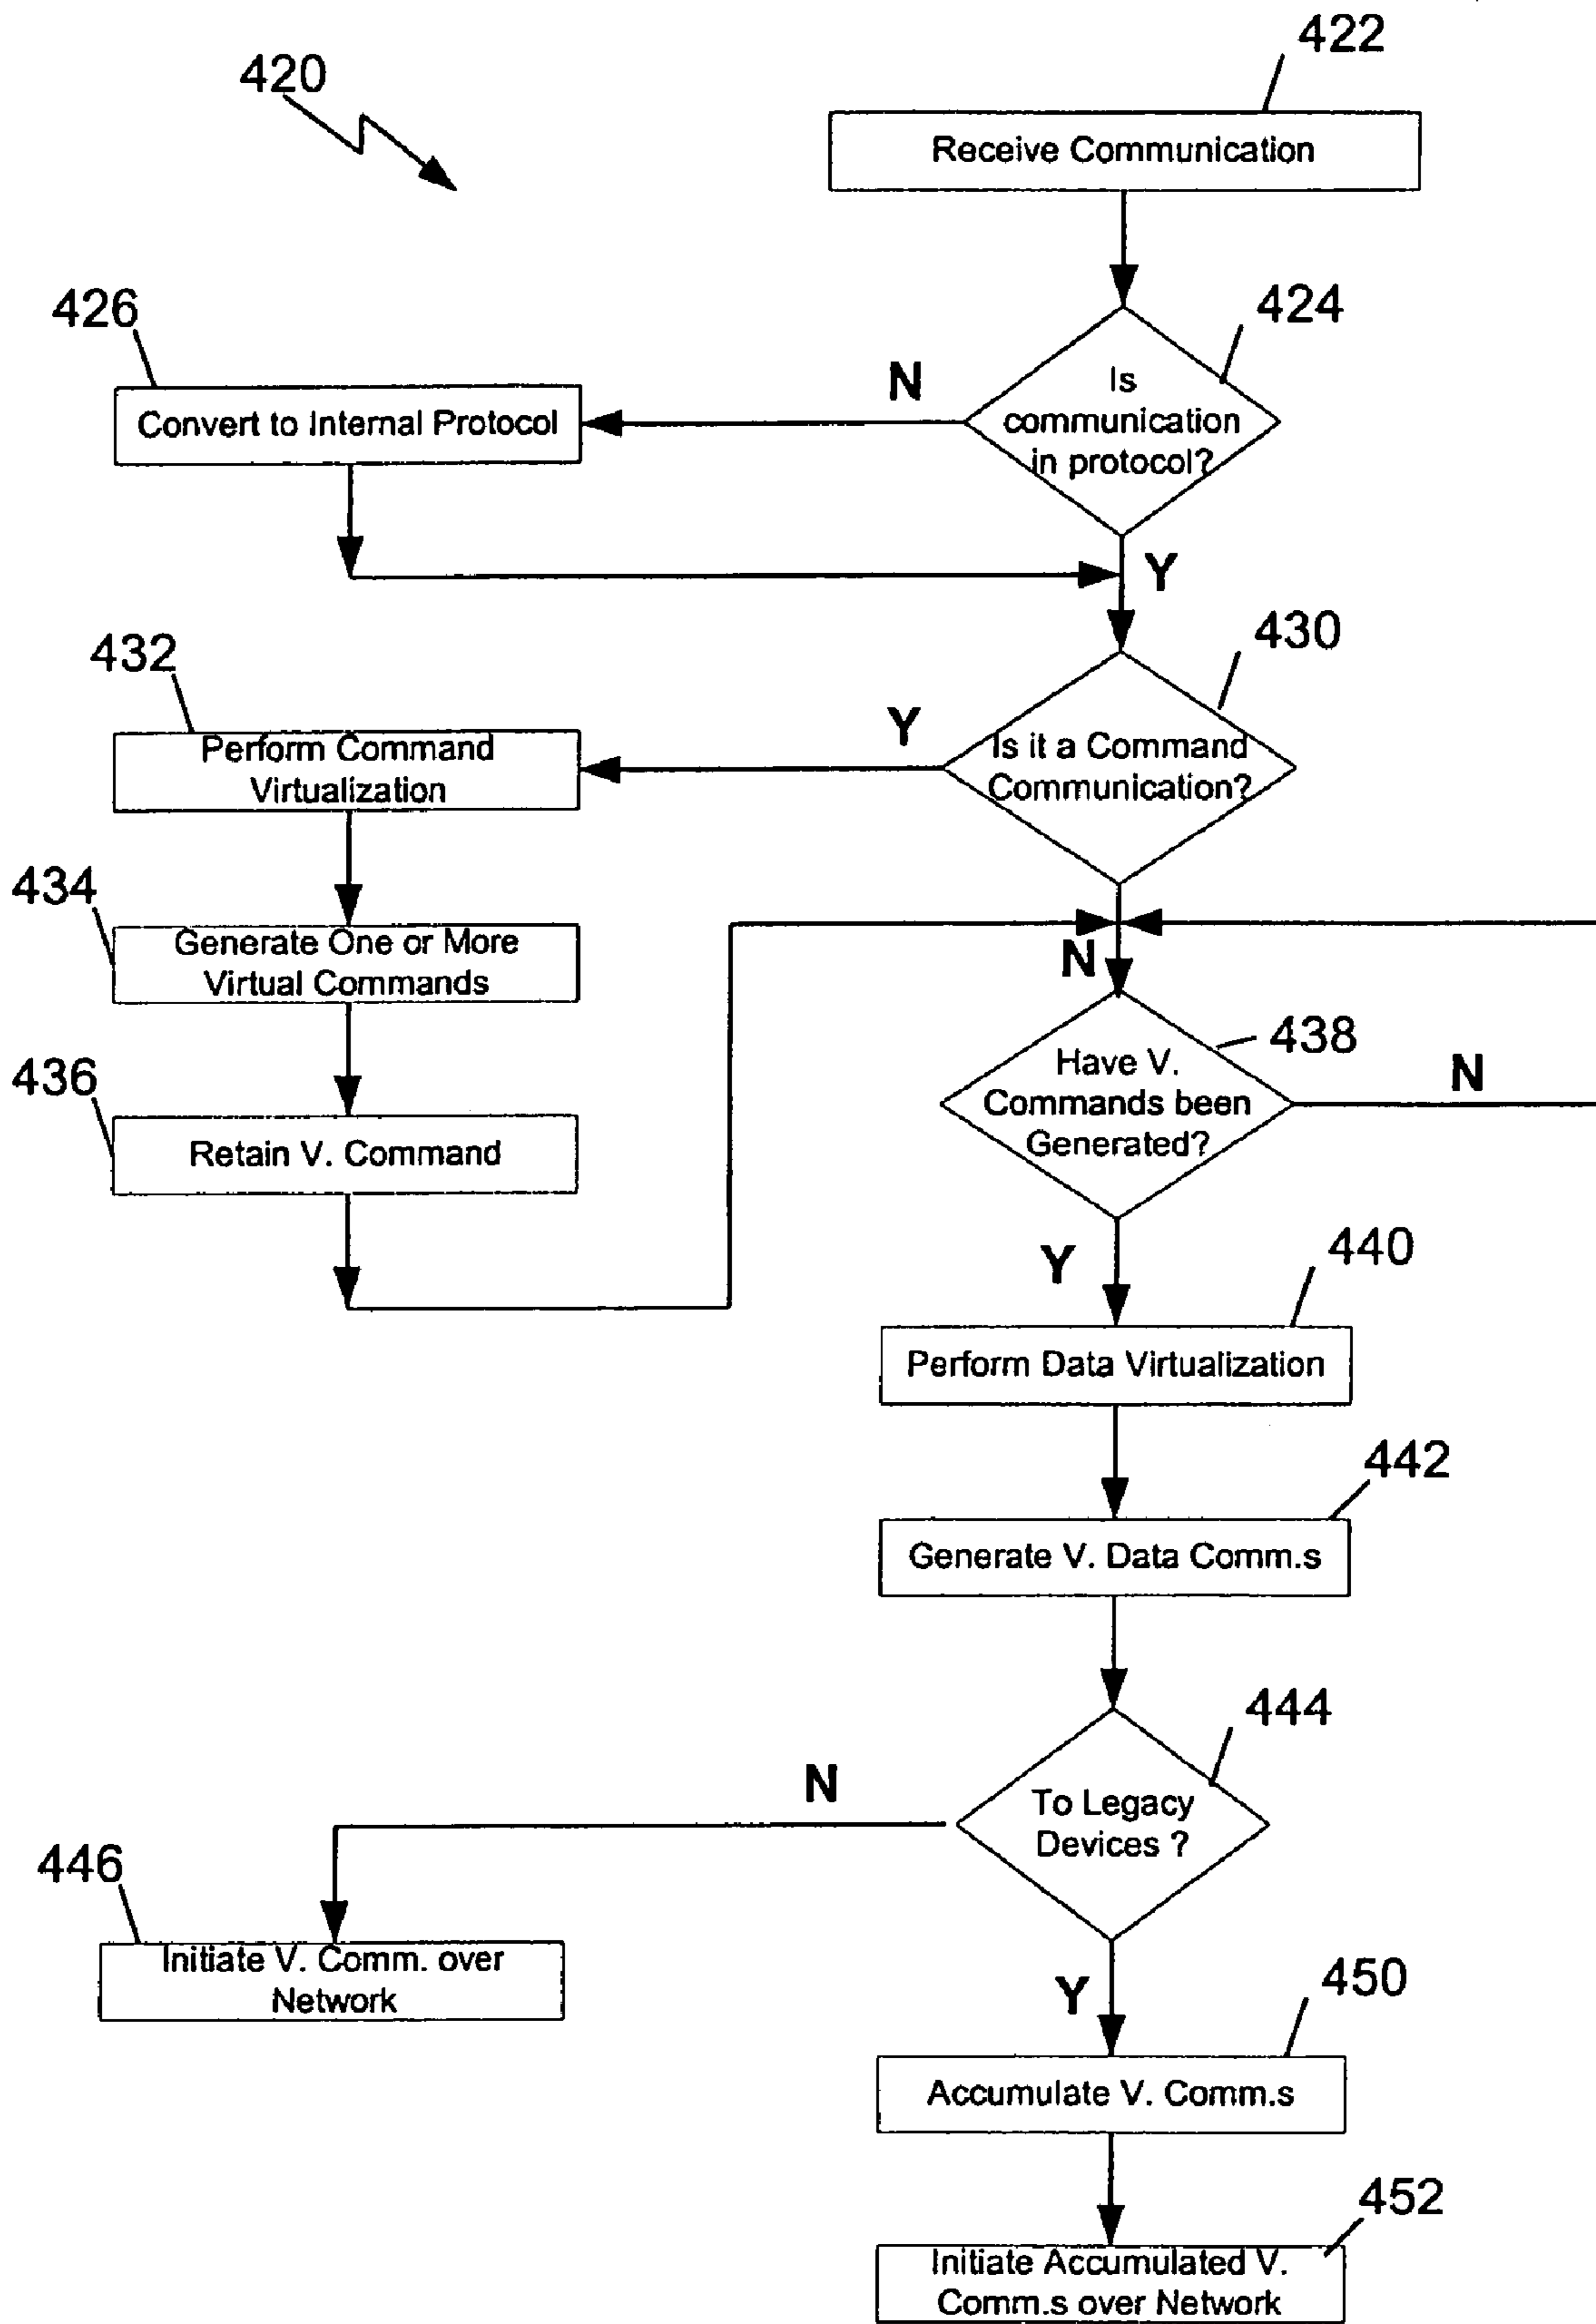 422
420
Receive Communication
424
426
N
Is
communication
in protocol?
Convert to Internal Protocol
Y
430
432
Y
Is it a Command
Communication?
Perform Command
Virtualization
434
Generate One or More
Virtual Commands
N
438
Have V.
Commands been
Generated?
N
436
Retain V. Command
Y
440
Perform Data Virtualization
442
Generate V. Data Comm.s
444
N
To Legacy
Devices ?
446
Initiate V. Comm. over
Network
Y
450
Accumulate V. Comm.s
452
Initiate Accumulated V.
Comm.s over Network